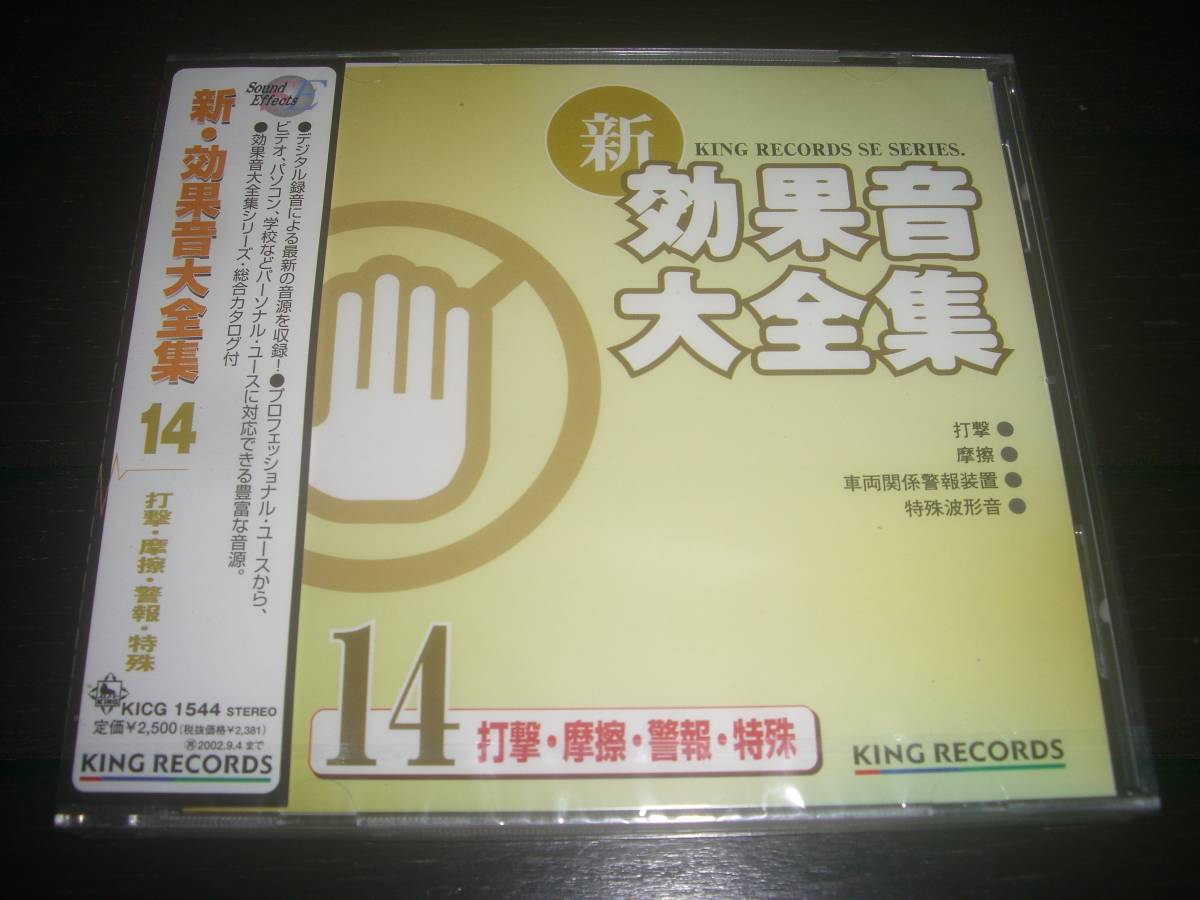 Sound
Effects
新・効果音大全集
14
打撃・摩擦・警報・特殊
●デジタル録音による最新の音源を収録!●プロフェッショナル・ユースから、
ビデオ、パソコン、学校などパーソナル・ユースに対応できる豊富な音源。
●効果音大全集シリーズ・総合カタログ付
KING
KICG 1544 STEREO
定価¥2,500(税抜価格¥2,381)
2002.9.4まで
KING RECORDS
新
KING RECORDS SE SERIES.
効果音
大全集
打撃●
摩擦●
車両関係警報装置●
特殊波形音●
14
打撃・摩擦・警報・特殊
KING RECORDS